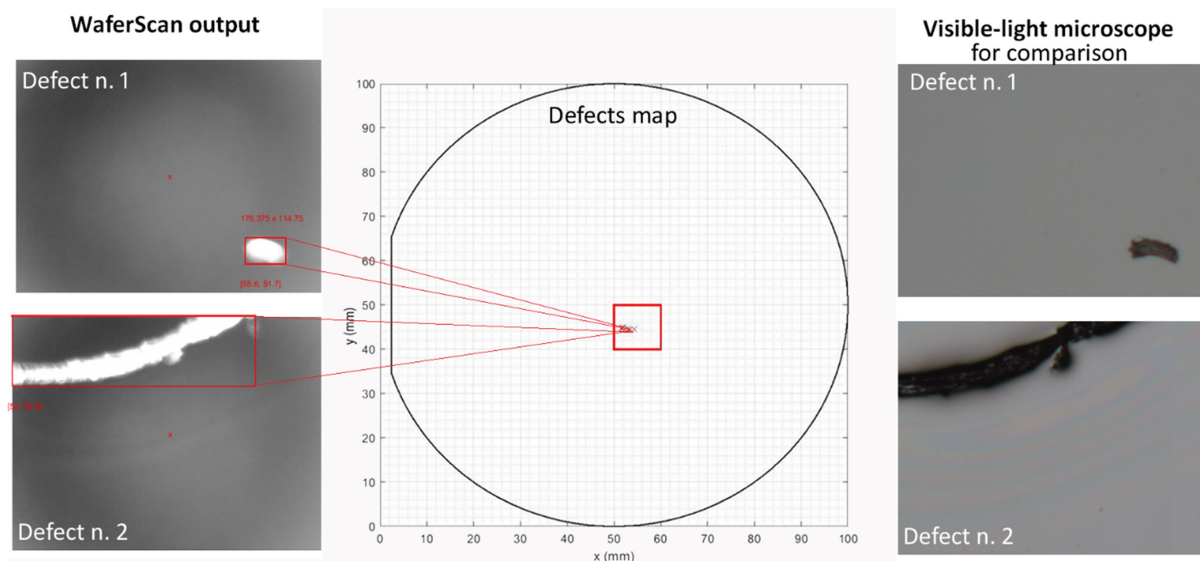 WaferScan output
Defect n. 1
176.375 x 114.75
[55.6, 91.7]
Defect n. 2
Defects map
100
90
80
70
60
50
40
30
20
10
0
y (mm)
0 10 20 30 40 50 60 70 80 90 100
x (mm)
Visible-light microscope
for comparison
Defect n. 1
Defect n. 2